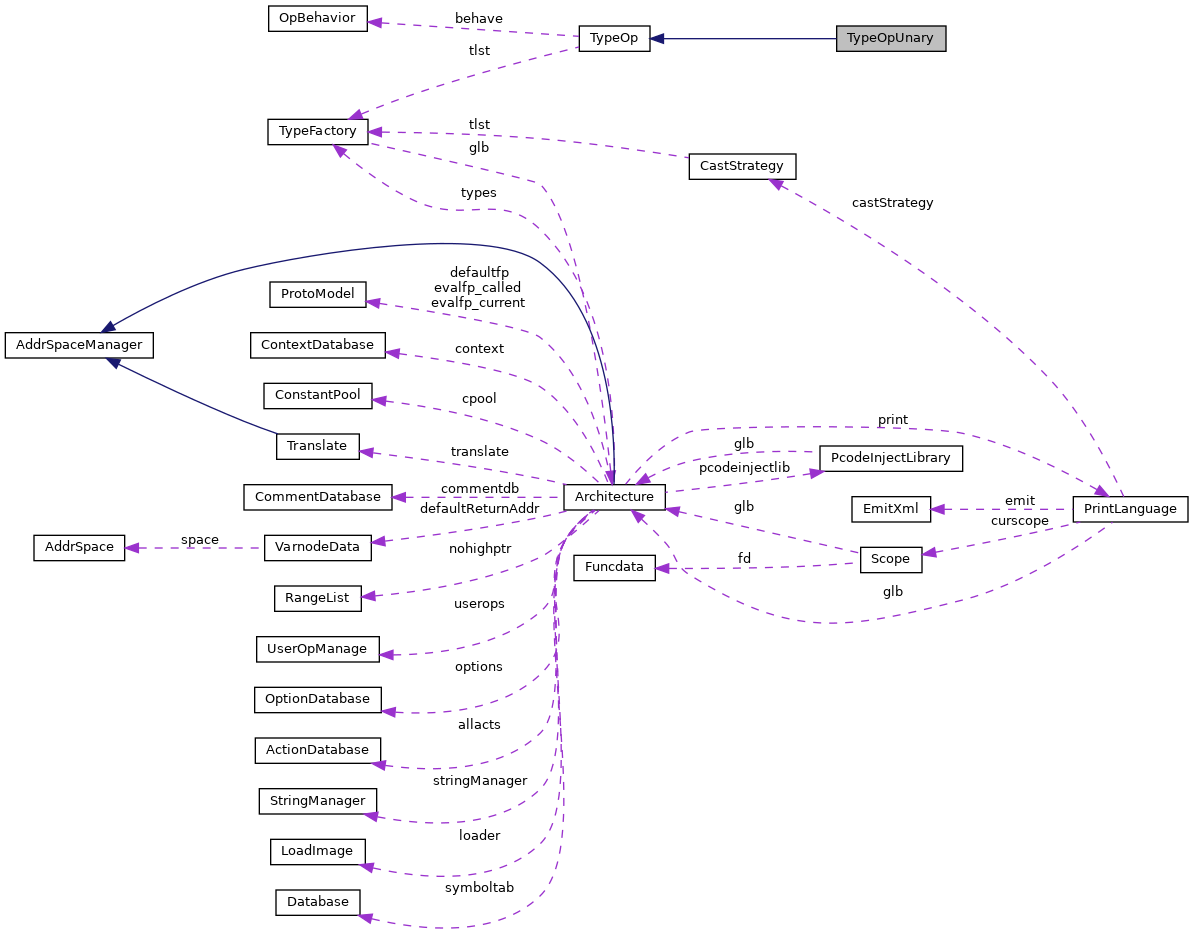 OpBehavior
behave
TypeOp
TypeOpUnary
tlst
TypeFactory
tlst
glb
CastStrategy
types
castStrategy
defaultfp
evalfp_called
evalfp_current
ProtoModel
AddrSpaceManager
ContextDatabase
context
ConstantPool
cpool
print
Translate
translate
glb
PcodeInjectLibrary
pcodeinjectlib
CommentDatabase
commentdb
Architecture
defaultReturnAddr
glb
EmitXml
emit
PrintLanguage
curscope
AddrSpace
space
VarnodeData
nohighptr
Funcdata
fd
Scope
RangeList
userops
glb
UserOpManage
options
OptionDatabase
allacts
ActionDatabase
stringManager
StringManager
loader
LoadImage
symboltab
Database